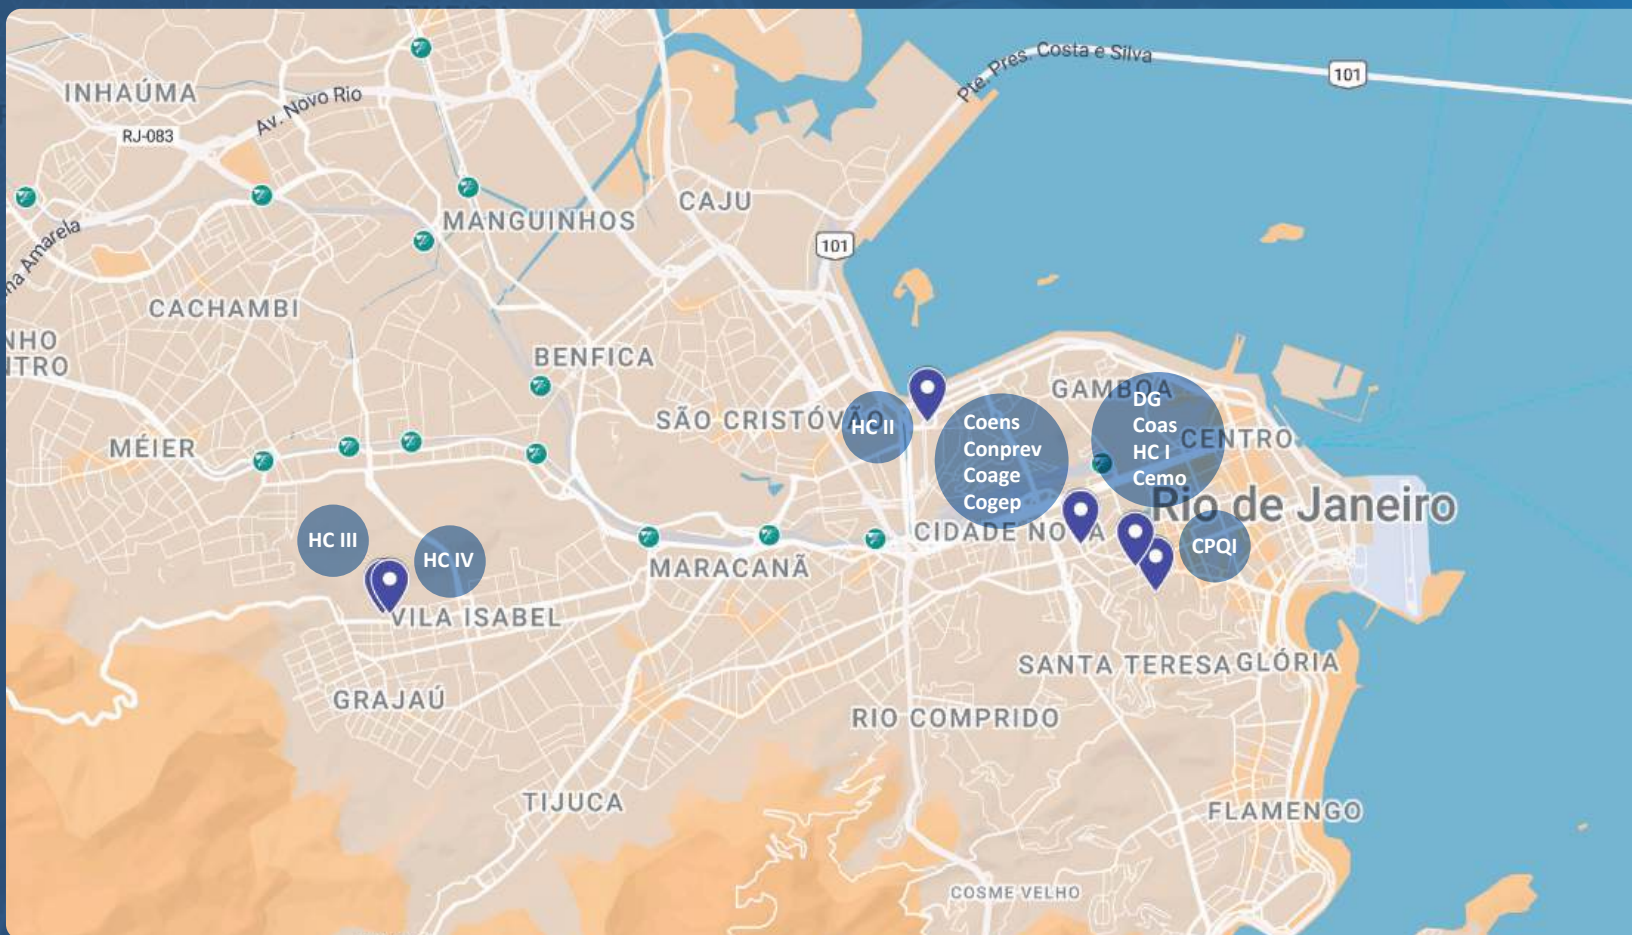 Pte. Pres. Costa e Silva
101
INHAÚMA
Av. Novo Rio
RJ-083
CAJU
MANGUINHOS
101
na Amarela
CACHAMBI
NHO
NTRO
BENFICA
GAMBOA
SÃO CRISTÓVÃO
HC II
Coens
Conprev
Coage
Cogep
DG
Coas
HC I
Cemo
CENTRO
MÉIER
Rio de Janeiro
CIDADE NOVA
CPQI
HC III
HC IV
MARACANÃ
VILA ISABEL
SANTA TERESA
GLÓRIA
GRAJAÚ
RIO COMPRIDO
TIJUCA
FLAMENGO
COSME VELHO